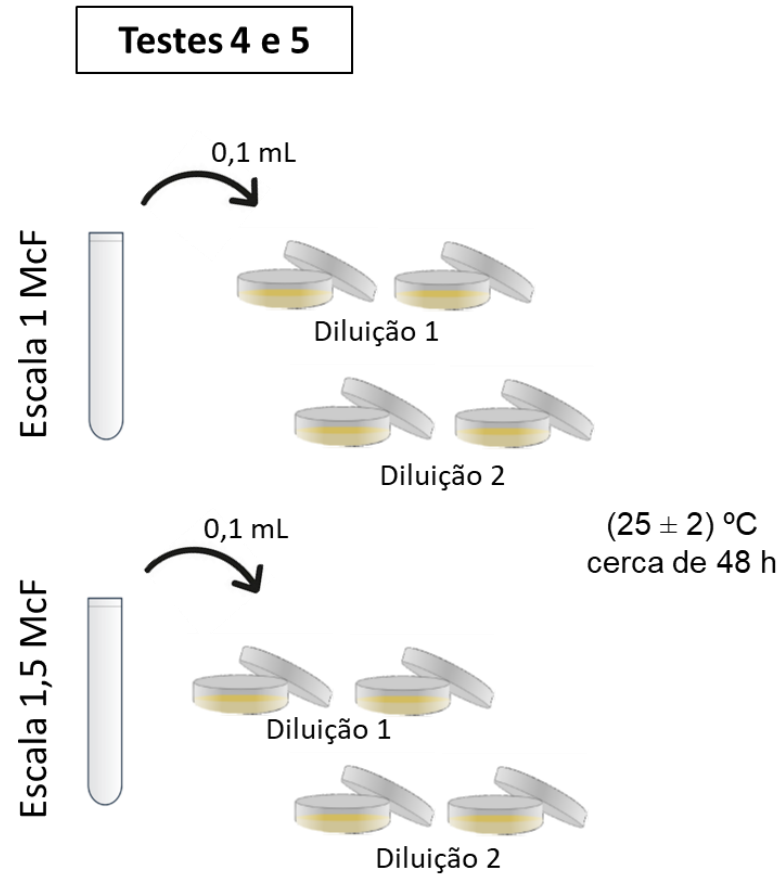 Testes 4 e 5
0,1 mL
Escala 1 McF
Diluição 1
Diluição 2
(25 ± 2) ºC
cerca de 48 h
0,1 mL
Escala 1,5 McF
Diluição 1
Diluição 2